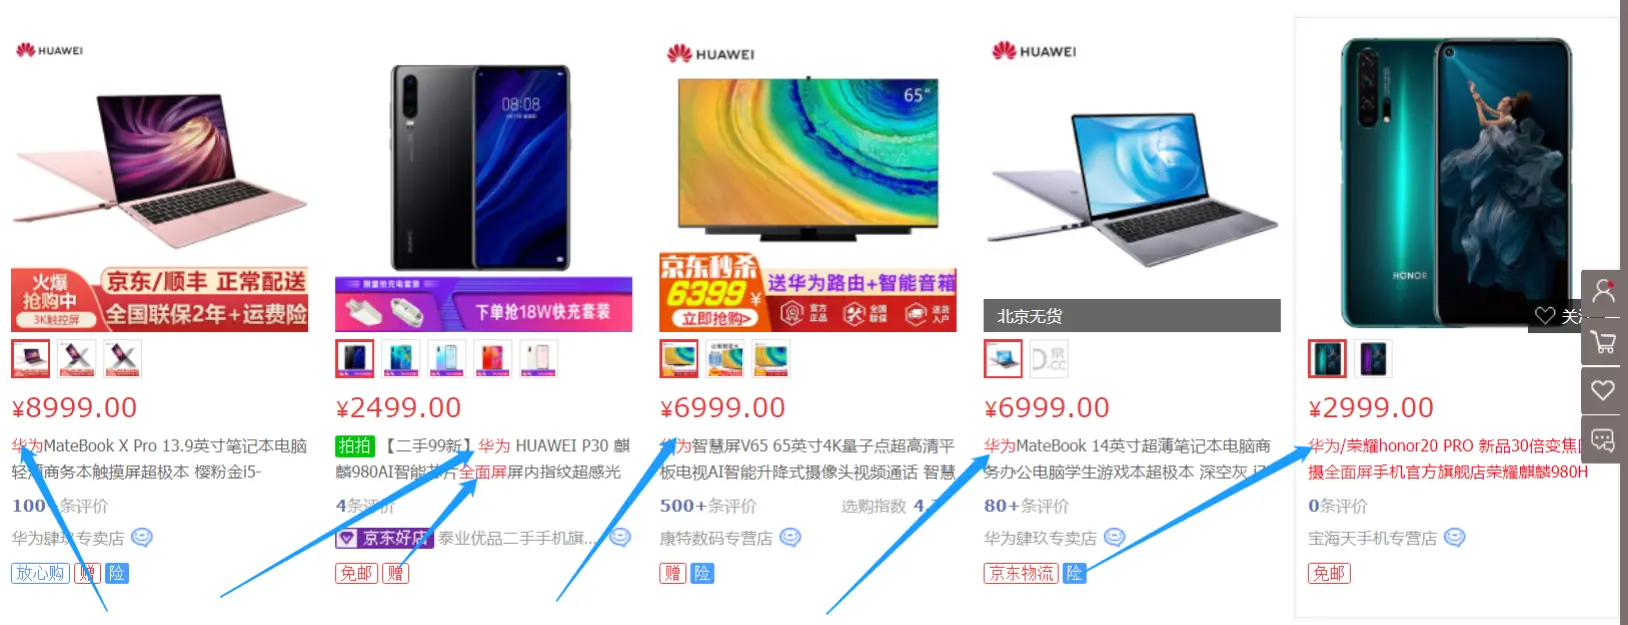 HUAWEI
火爆
抢购中
3K触控屏
京东/顺丰 正常配送
全国联保2年+运费险
¥8999.00
华为MateBook X Pro 13.9英寸笔记本电脑
轻薄商务本触摸屏超极本 樱粉金i5-
100+条评价
华为肆玖专卖店
放心购 赠 险
08:08
HUAWEI
限量抢充电套装
下单抢18W快充套装
¥2499.00
拍拍 【二手99新】华为 HUAWEI P30 麒
麟980AI智能芯片全面屏屏内指纹超感光
4条评价
京东好店 泰业优品二手手机旗...
免邮 赠
HUAWEI
65"
京东秒杀
6399¥
立即抢购>
送华为路由+智能音箱
官方
正品
全国
联保
送货
入户
¥6999.00
华为智慧屏V65 65英寸4K量子点超高清平
板电视AI智能升降式摄像头视频通话 智慧
500+条评价 选购指数 4.
康特数码专营店
赠 险
HUAWEI
北京无货
¥6999.00
华为MateBook 14英寸超薄笔记本电脑商
务办公电脑学生游戏本超极本 深空灰
80+条评价
华为肆玖专卖店
京东物流 险
HONOR
关
¥2999.00
华为/荣耀honor20 PRO 新品30倍变焦
摄全面屏手机官方旗舰店荣耀麒麟980H
0条评价
宝海天手机专营店
免邮